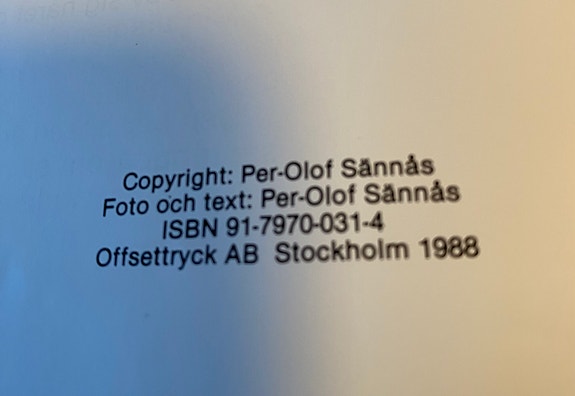 Copyright: Per-Olof Sännås
Foto och text: Per-Olof Sännås
ISBN 91-7970-031-4
Offsettryck AB Stockholm 1988